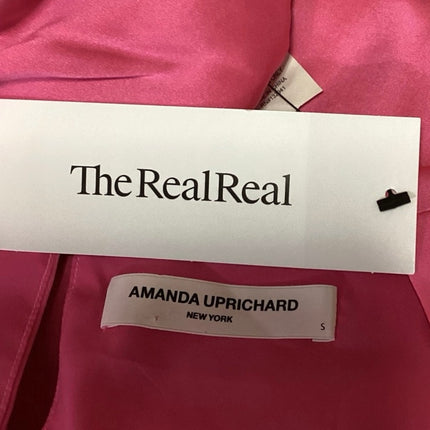 The RealReal
AMANDA UPRICHARD
NEW YORK
S